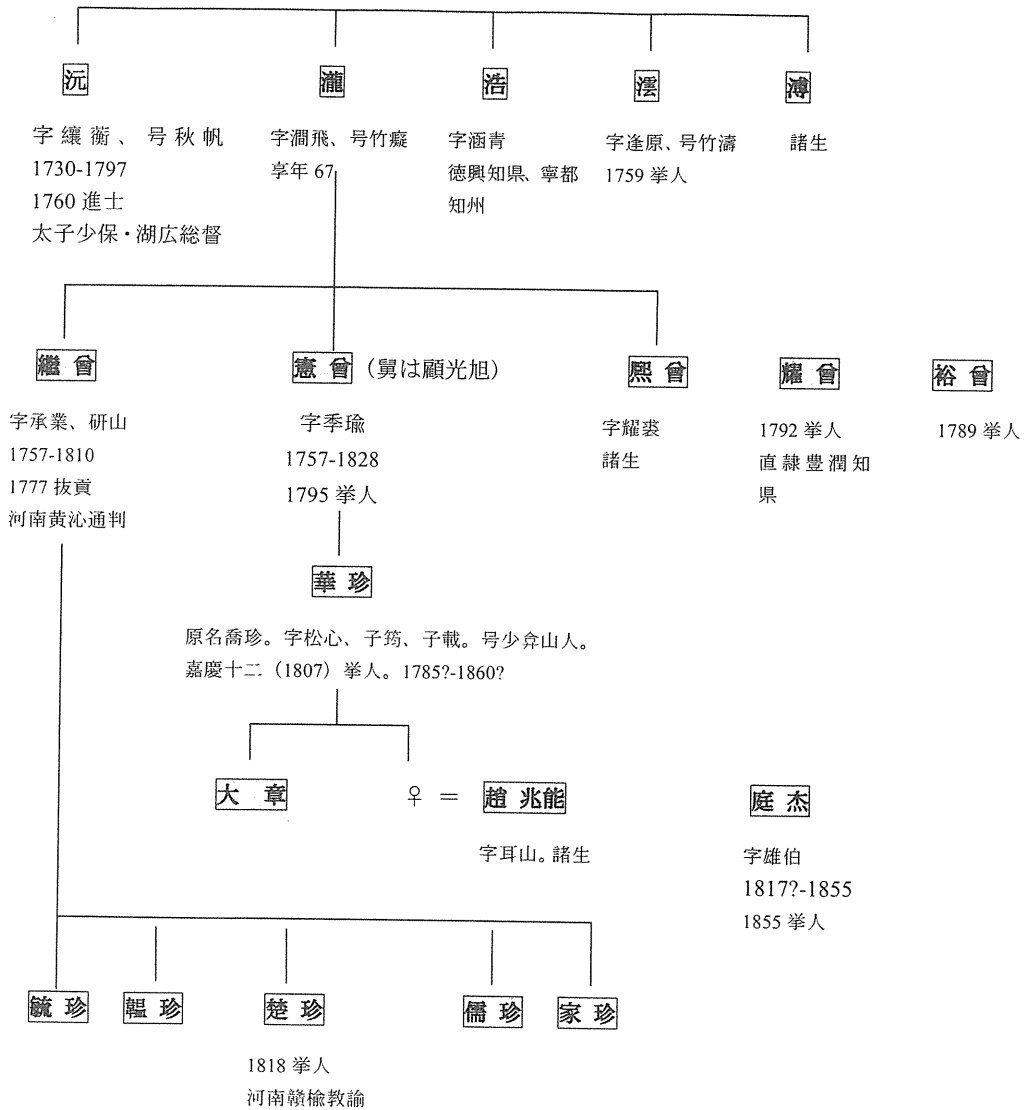 沅
瀧
浩
澐
溥
字纕蘅、号秋帆
1730-1797
1760 進士
太子少保・湖広総督
字澗飛、号竹癡
享年 67
字涵青
徳興知県、寧都
知州
字逢原、号竹濤
1759 挙人
諸生
繼曾
憲曾（舅は顧光旭）
熙曾
耀曾
裕曾
字承業、研山
1757-1810
1777 抜貢
河南黄沁通判
字季瑜
1757-1828
1795 挙人
字耀裘
諸生
1792 挙人
直隷豊潤知
県
1789 挙人
華珍
原名喬珍。字松心、子筠、子載。号少弇山人。
嘉慶十二（1807）挙人。1785?-1860?
大章
♀ ＝ 趙兆能
庭杰
字耳山。諸生
字雄伯
1817?-1855
1855 挙人
毓珍
韞珍
楚珍
儒珍
家珍
1818 挙人
河南贛楡教諭